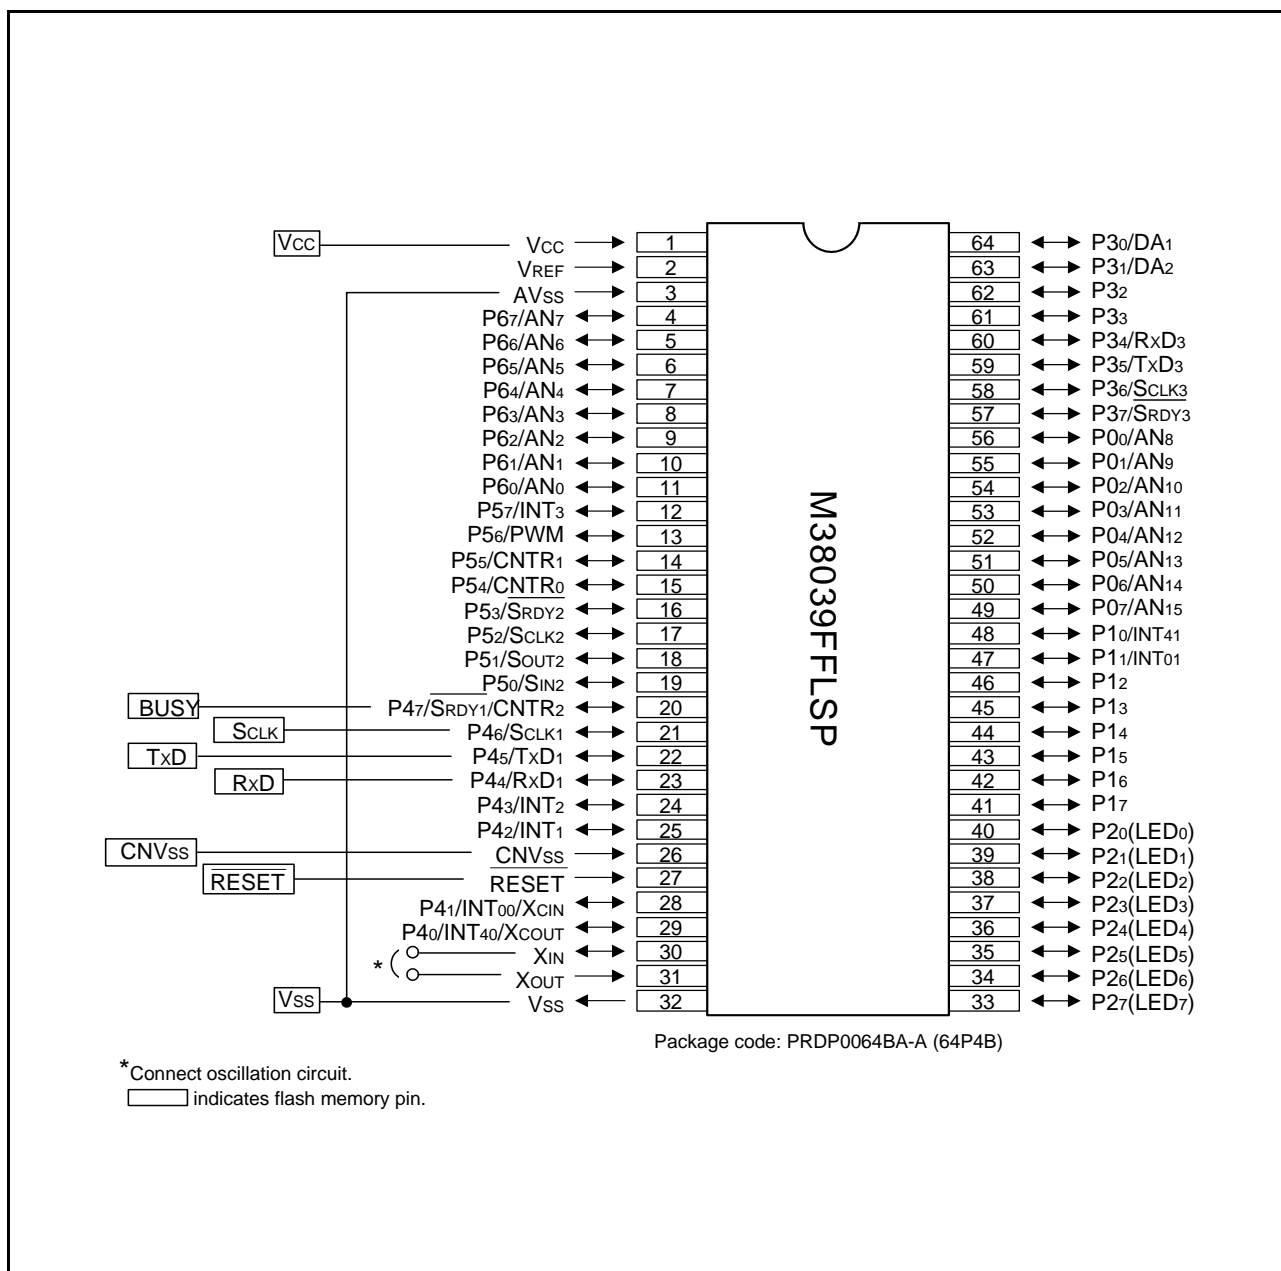 VCC VCC 1 64 P30/DA1
VREF 2 63 P31/DA2
AVSS 3 62 P32
P67/AN7 4 61 P33
P66/AN6 5 60 P34/RXD3
P65/AN5 6 59 P35/TXD3
P64/AN4 7 58 P36/SCLK3
P63/AN3 8 57 P37/S̅R̅D̅Y̅3̅
P62/AN2 9 56 P00/AN8
P61/AN1 10 55 P01/AN9
P60/AN0 11 54 P02/AN10
P57/INT3 12 53 P03/AN11
P56/PWM 13 52 P04/AN12
P55/CNTR1 14 51 P05/AN13
P54/CNTR0 15 50 P06/AN14
P53/S̅R̅D̅Y̅2̅ 16 49 P07/AN15
P52/SCLK2 17 48 P10/INT41
P51/SOUT2 18 47 P11/INT01
P50/SIN2 19 46 P12
BUSY P47/S̅R̅D̅Y̅1̅/CNTR2 20 45 P13
SCLK P46/SCLK1 21 44 P14
TXD P45/TXD1 22 43 P15
RXD P44/RXD1 23 42 P16
P43/INT2 24 41 P17
P42/INT1 25 40 P20(LED0)
CNVSS CNVSS 26 39 P21(LED1)
R̅E̅S̅E̅T̅ R̅E̅S̅E̅T̅ 27 38 P22(LED2)
P41/INT00/XCIN 28 37 P23(LED3)
P40/INT40/XCOUT 29 36 P24(LED4)
* XIN 30 35 P25(LED5)
XOUT 31 34 P26(LED6)
VSS VSS 32 33 P27(LED7)
M38039FFLSP
Package code: PRDP0064BA-A (64P4B)
*Connect oscillation circuit.
indicates flash memory pin.